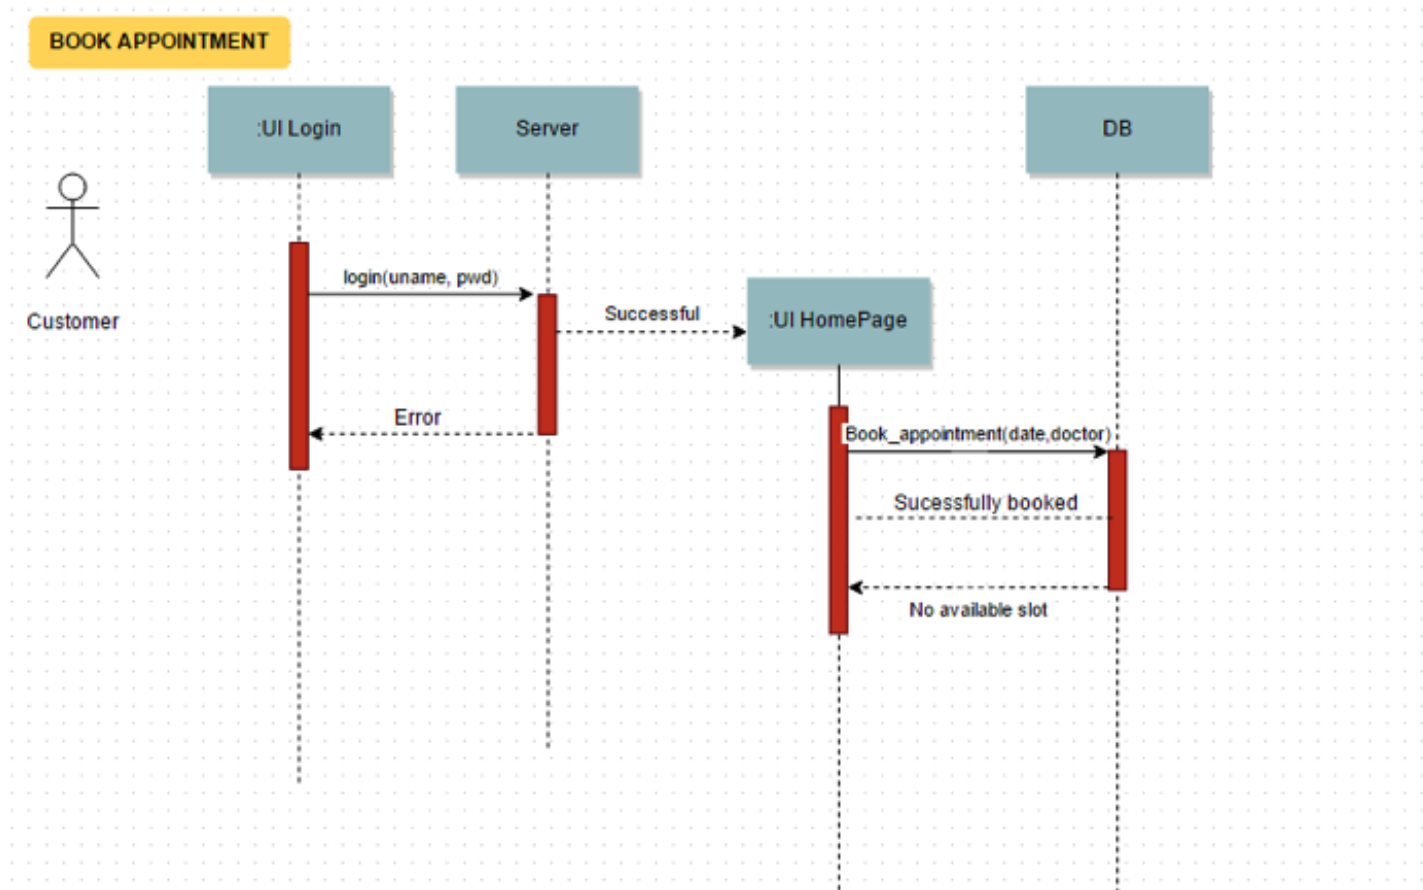 BOOK APPOINTMENT
:UI Login
Server
DB
login(uname, pwd)
Successful
:UI HomePage
Customer
Error
Book_appointment(date,doctor)
Sucessfully booked
No available slot